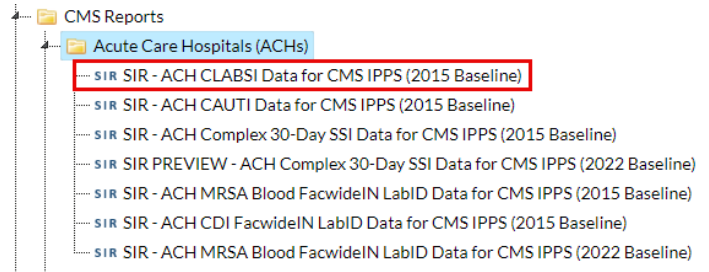 CMS Reports
Acute Care Hospitals (ACHs)
SIR SIR - ACH CLABSI Data for CMS IPPS (2015 Baseline)
SIR SIR - ACH CAUTI Data for CMS IPPS (2015 Baseline)
SIR SIR - ACH Complex 30-Day SSI Data for CMS IPPS (2015 Baseline)
SIR SIR PREVIEW - ACH Complex 30-Day SSI Data for CMS IPPS (2022 Baseline)
SIR SIR - ACH MRSA Blood FacwideIN LabID Data for CMS IPPS (2015 Baseline)
SIR SIR - ACH CDI FacwideIN LabID Data for CMS IPPS (2015 Baseline)
SIR SIR - ACH MRSA Blood FacwideIN LabID Data for CMS IPPS (2022 Baseline)